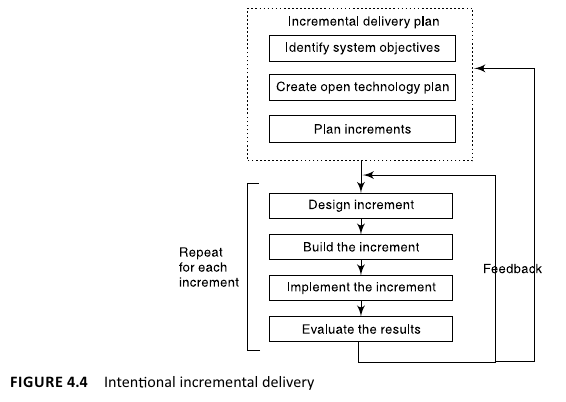 Incremental delivery plan
Identify system objectives
Create open technology plan
Plan increments
Design increment
Build the increment
Repeat
for each
increment
Implement the increment
Feedback
Evaluate the results
FIGURE 4.4 Intentional incremental delivery